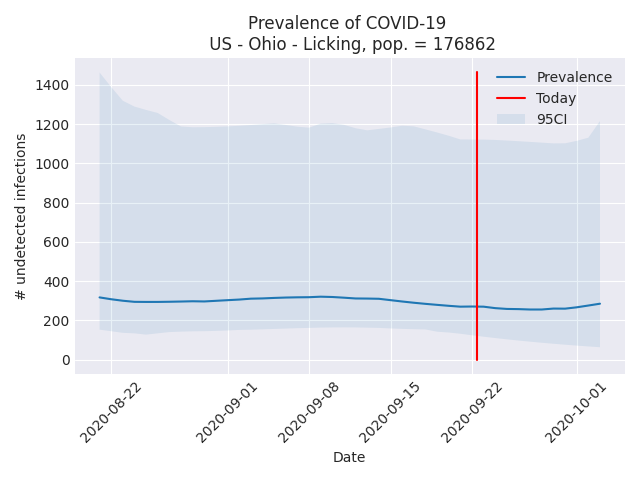 Prevalence of COVID-19
US - Ohio - Licking, pop. = 176862
Prevalence
Today
95CI
# undetected infections
1400
1200
1000
800
600
400
200
0
2020-08-22
2020-09-01
2020-09-08
2020-09-15
2020-09-22
2020-10-01
Date